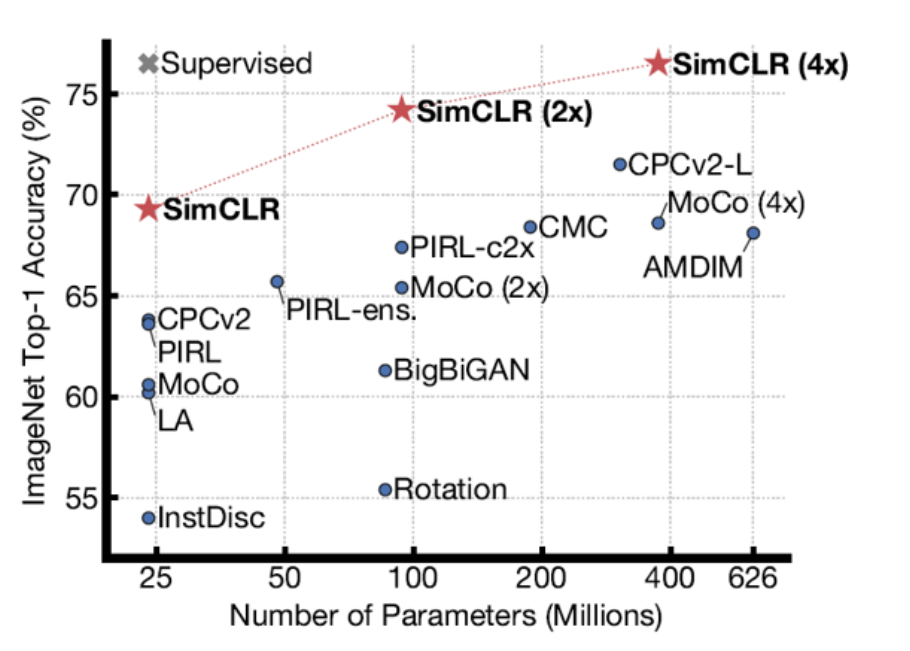 Supervised
SimCLR (4x)
75
SimCLR (2x)
CPCv2-L
70
MoCo (4x)
SimCLR
CMC
PIRL-c2x
AMDIM
MoCo (2x)
65
PIRL-ens.
CPCv2
PIRL
BigBiGAN
MoCo
60
LA
Rotation
55
InstDisc
ImageNet Top-1 Accuracy (%)
25 50 100 200 400 626
Number of Parameters (Millions)